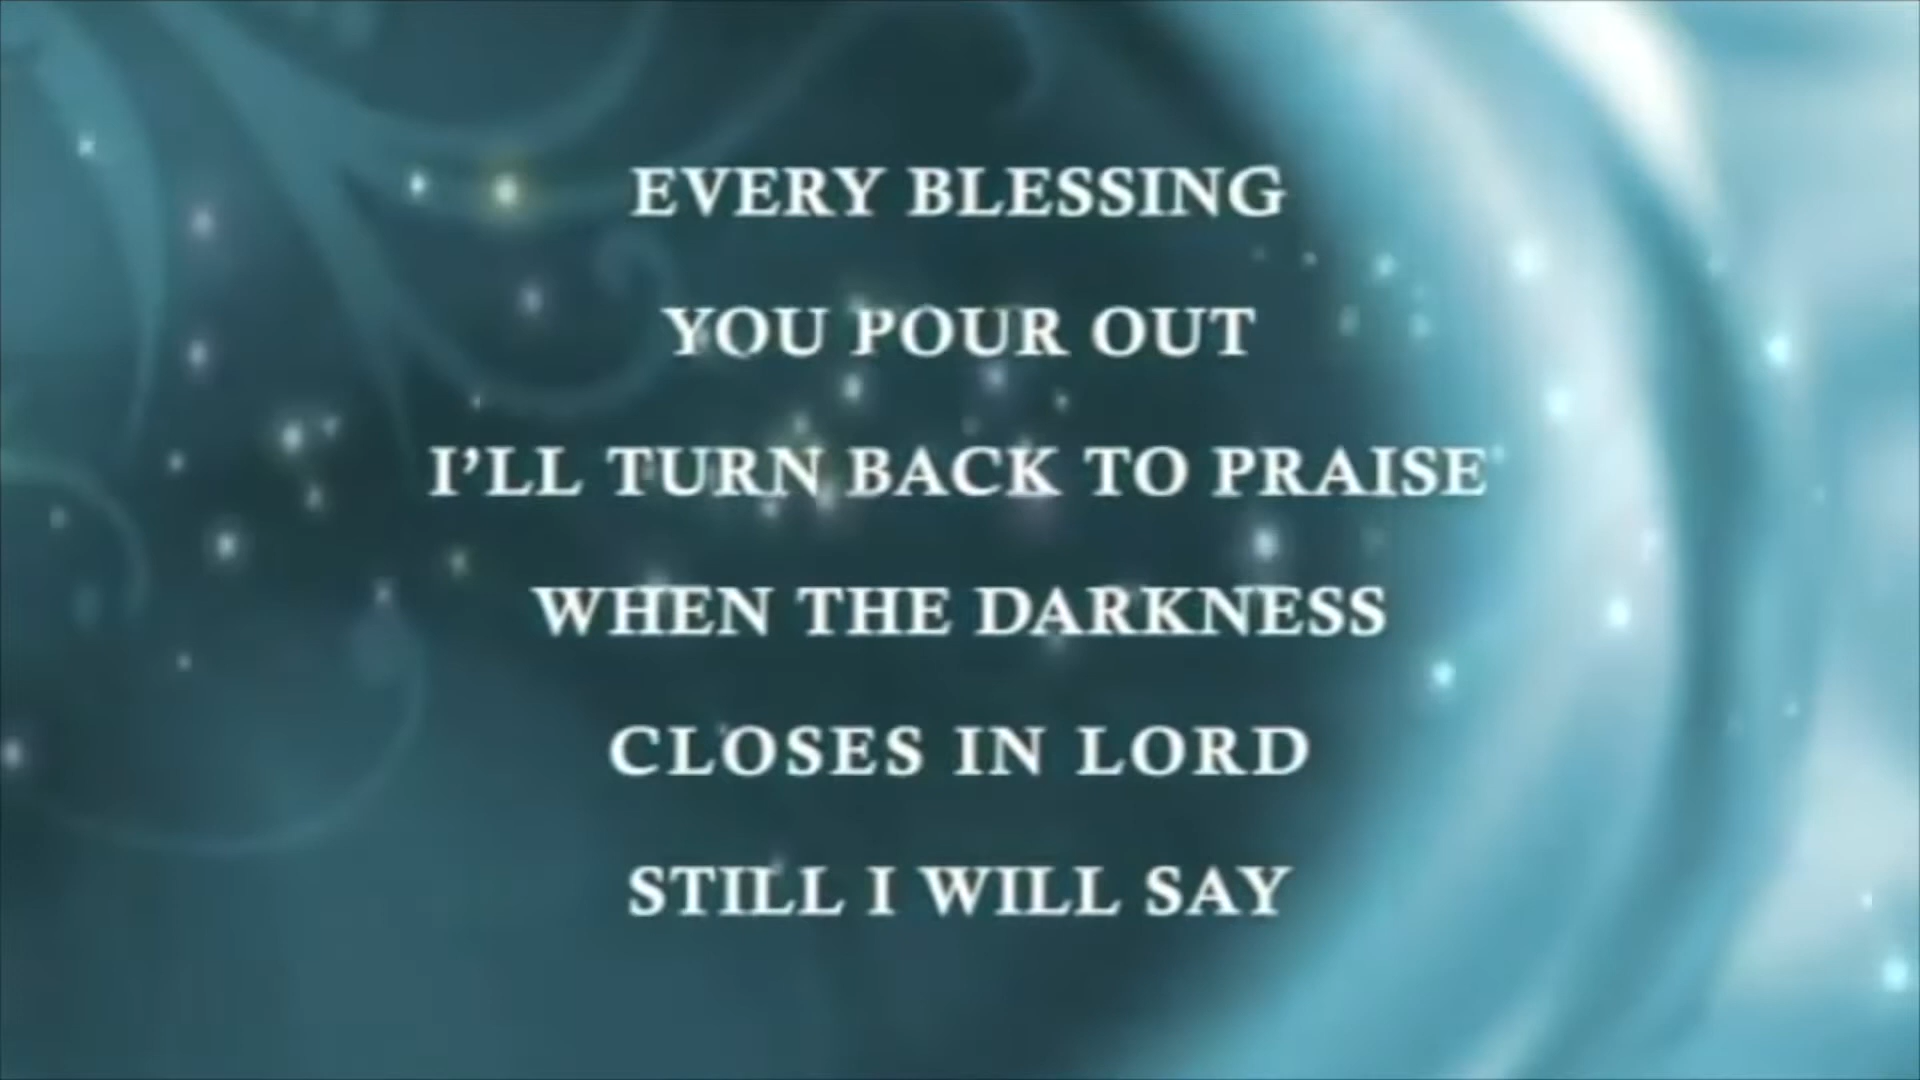 EVERY BLESSING
YOU POUR OUT
I’LL TURN BACK TO PRAISE
WHEN THE DARKNESS
CLOSES IN LORD
STILL I WILL SAY